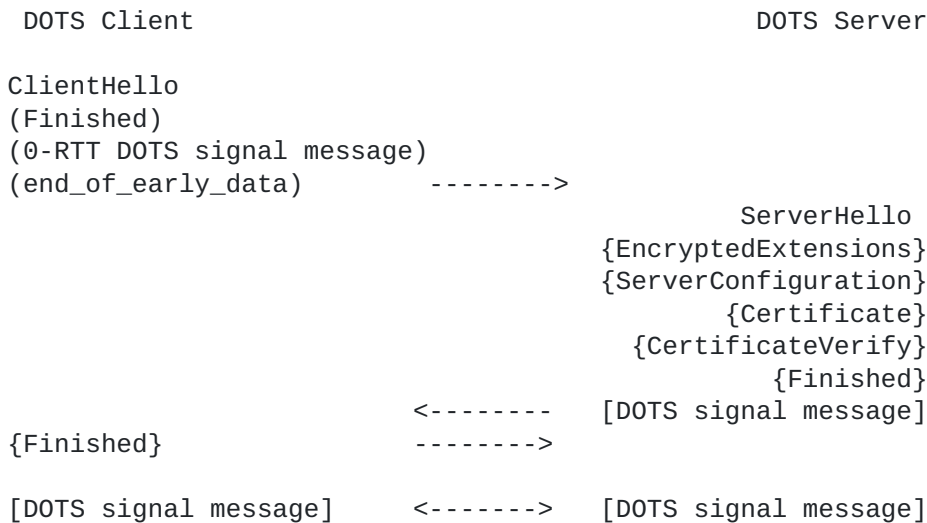 DOTS Client DOTS Server
ClientHello
(Finished)
(0-RTT DOTS signal message)
(end_of_early_data) -------->
ServerHello
{EncryptedExtensions}
{ServerConfiguration}
{Certificate}
{CertificateVerify}
{Finished}
<-------- [DOTS signal message]
{Finished} -------->
[DOTS signal message] <-------> [DOTS signal message]